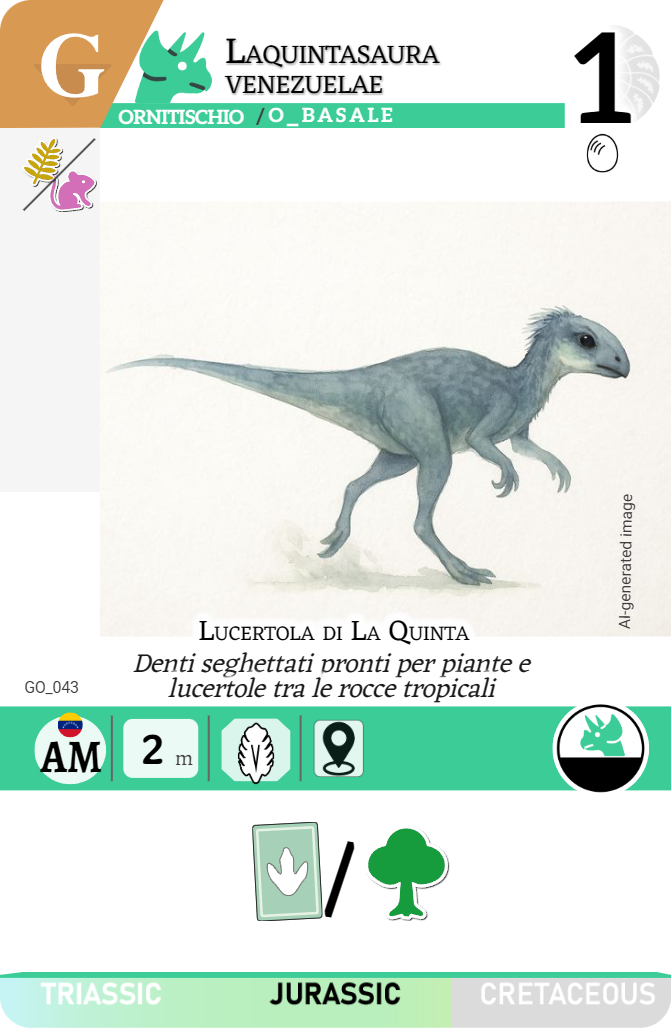 G
LAQUINTASAURA
VENEZUELAE
1
ORNITISCHIO /O_BASALE
AI-generated image
LUCERTOLA DI LA QUINTA
Denti seghettati pronti per piante e
lucertole tra le rocce tropicali
GO_043
AM
2 m
/
TRIASSIC JURASSIC CRETACEOUS